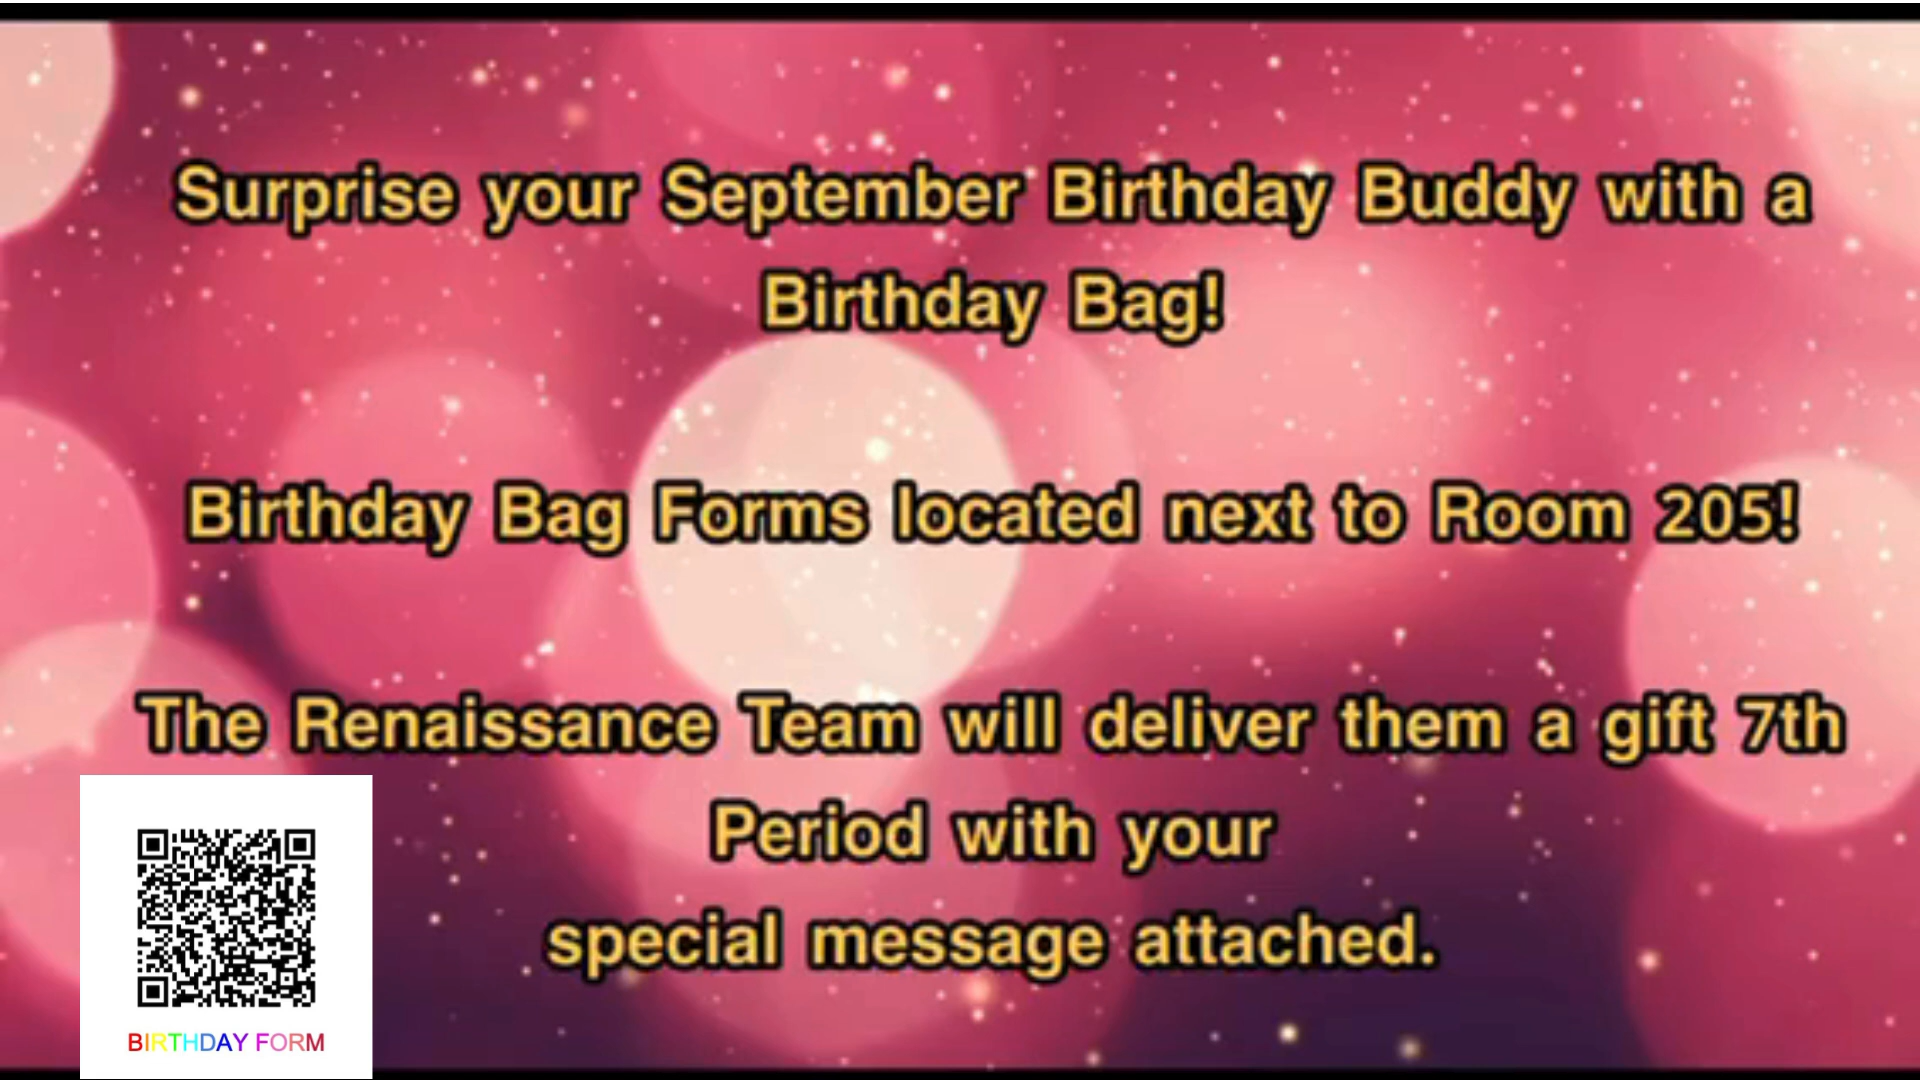 Surprise your September Birthday Buddy with a
Birthday Bag!
Birthday Bag Forms located next to Room 205!
The Renaissance Team will deliver them a gift 7th
Period with your
special message attached.
BIRTHDAY FORM